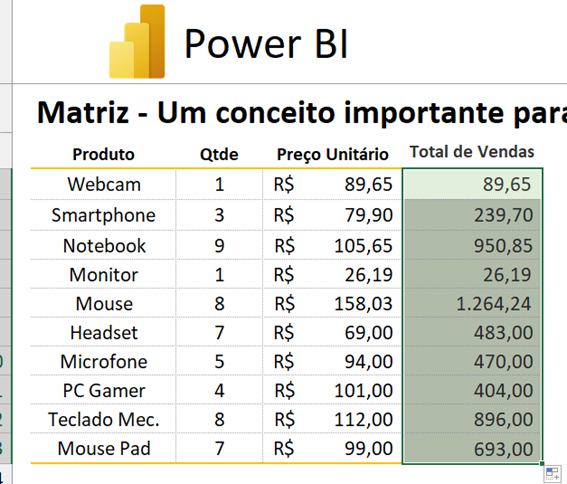 Power BI
Matriz - Um conceito importante para
Produto Qtde Preço Unitário Total de Vendas
Webcam 1 R$ 89,65 89,65
Smartphone 3 R$ 79,90 239,70
Notebook 9 R$ 105,65 950,85
Monitor 1 R$ 26,19 26,19
Mouse 8 R$ 158,03 1.264,24
Headset 7 R$ 69,00 483,00
Microfone 5 R$ 94,00 470,00
PC Gamer 4 R$ 101,00 404,00
Teclado Mec. 8 R$ 112,00 896,00
Mouse Pad 7 R$ 99,00 693,00